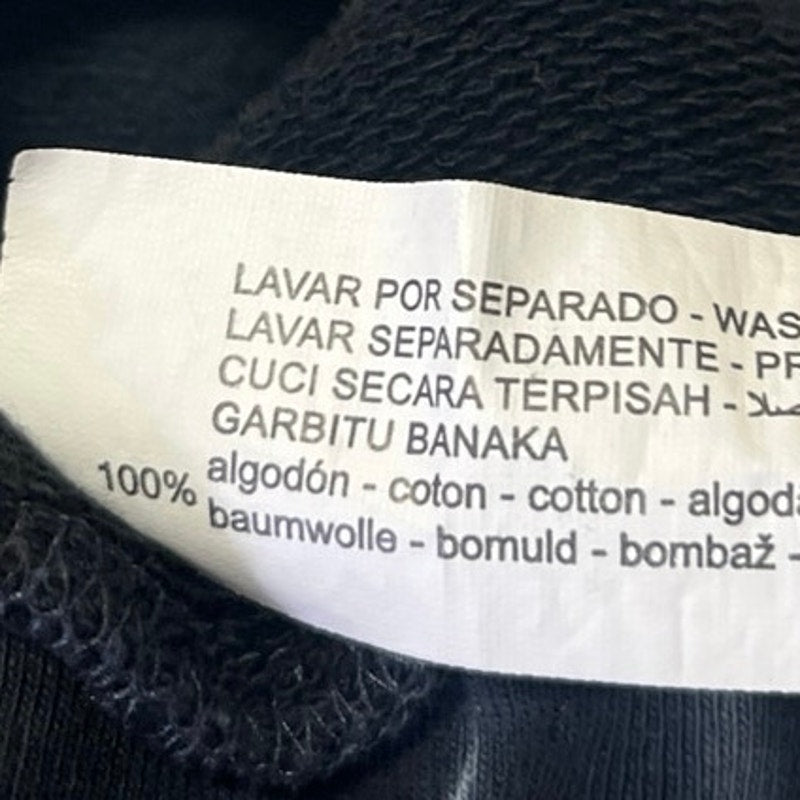 LAVAR POR SEPARADO - WAS
LAVAR SEPARADAMENTE - PR
CUCI SECARA TERPISAH -
GARBITU BANAKA
100% algodón - coton - cotton - algod
baumwolle - bomuld - bombaž -